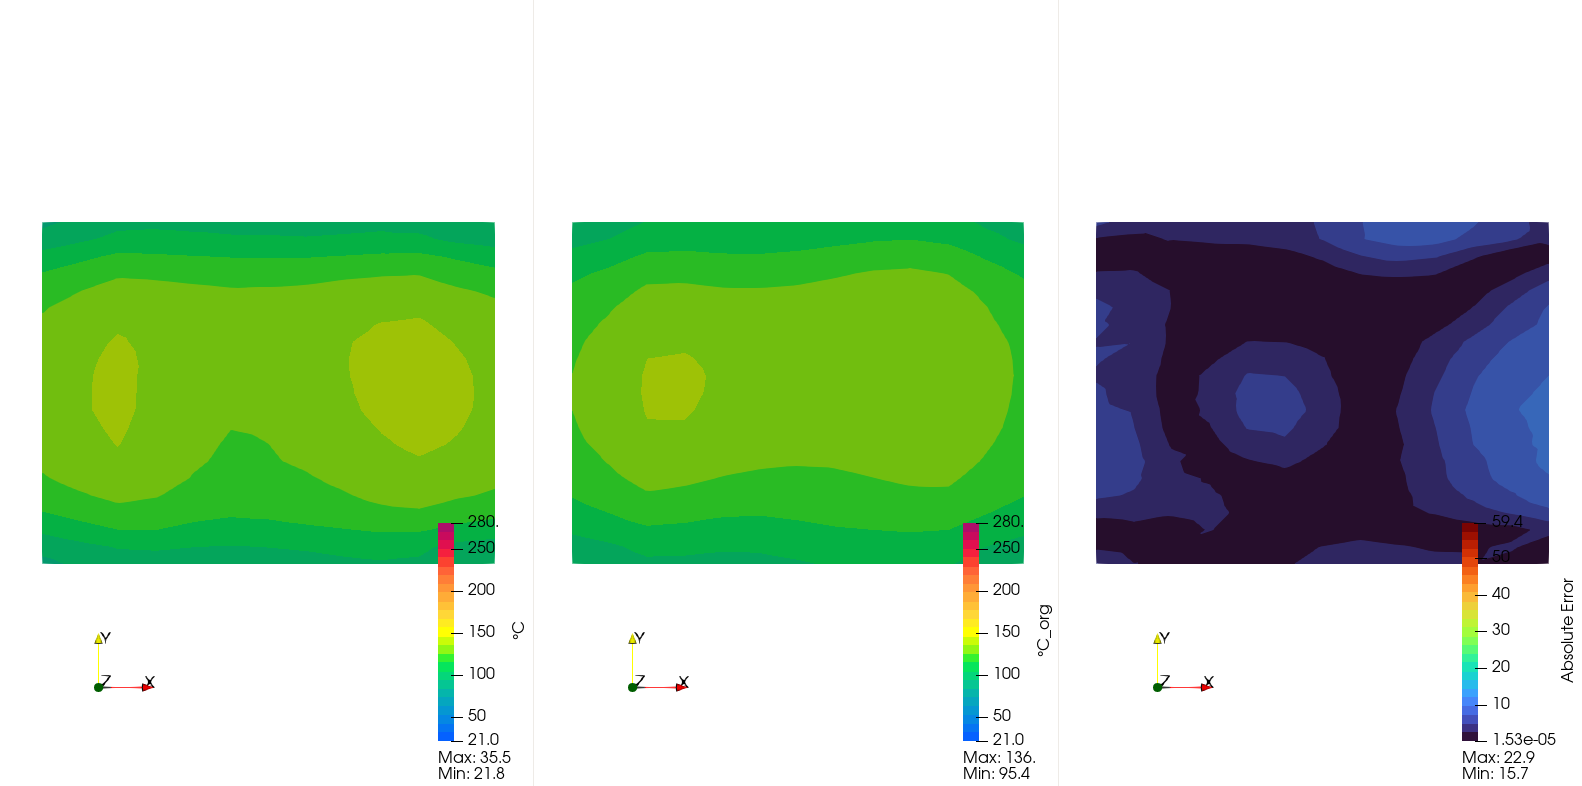 280.
250
200
150
100
50
21.0
°C
Max: 35.5
Min: 21.8
Y
Z
X
280.
250
200
150
100
50
21.0
°C_org
Max: 136.
Min: 95.4
Y
Z
X
59.4
50
40
30
20
10
1.53e-05
Absolute Error
Max: 22.9
Min: 15.7
Y
Z
X